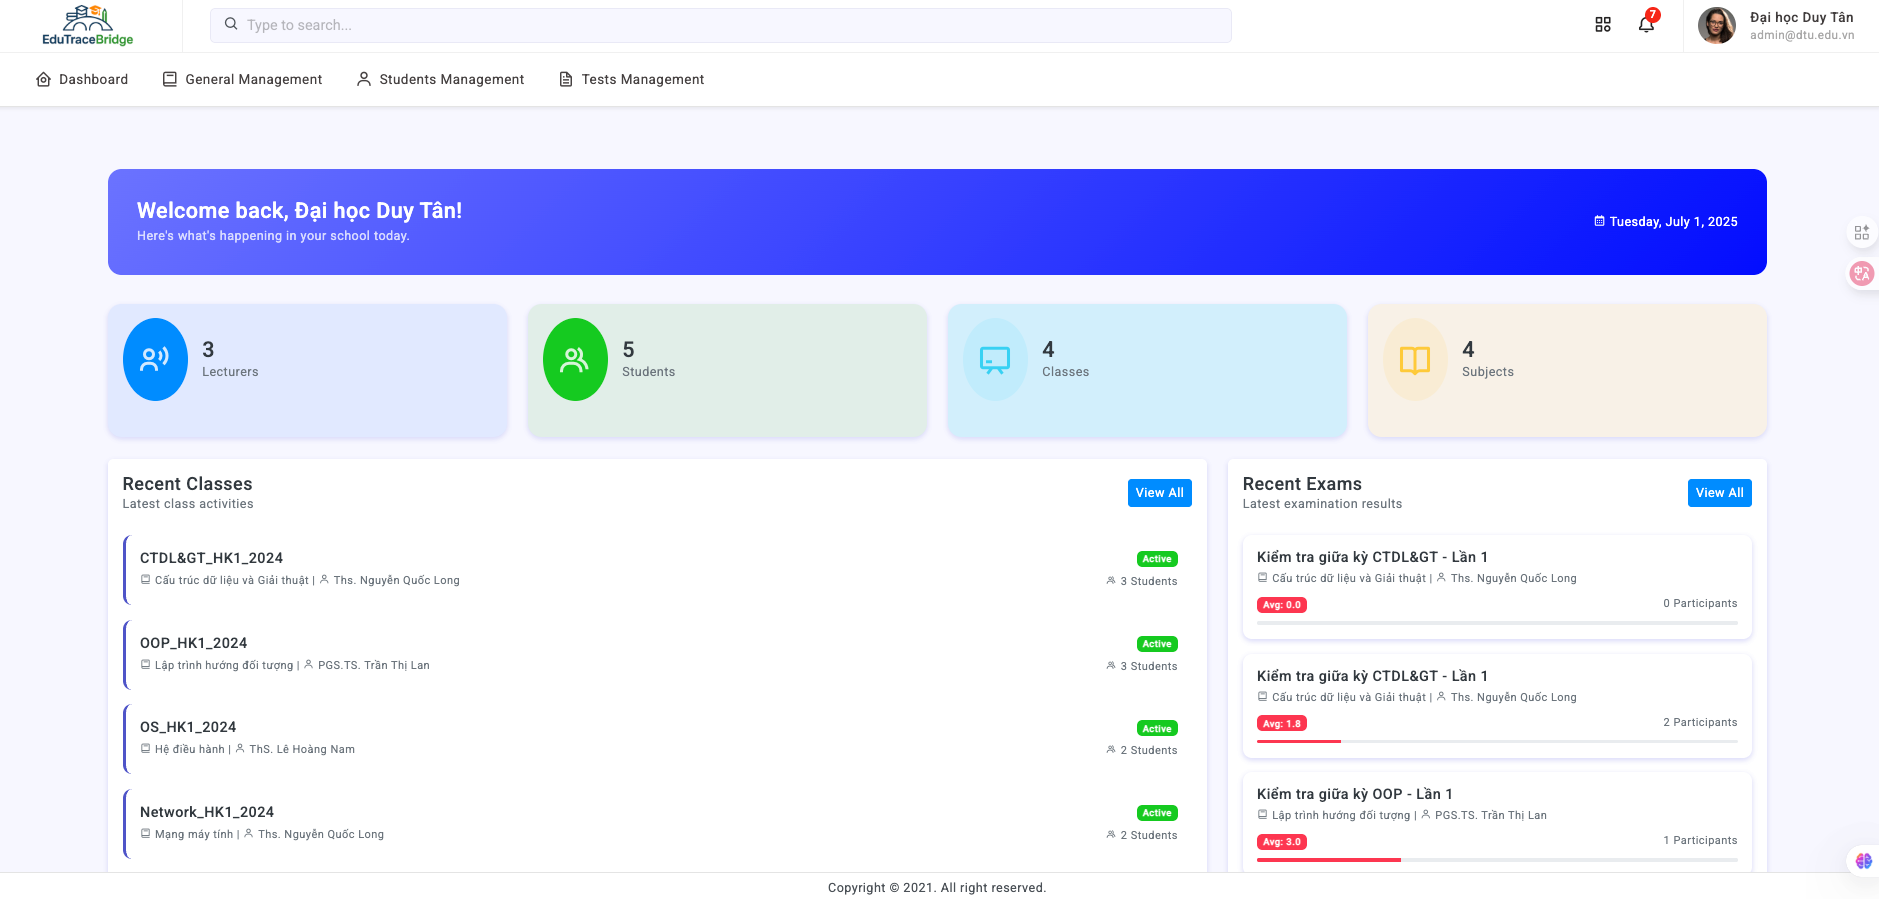 EduTraceBridge
Type to search...
7
Đại học Duy Tân
admin@dtu.edu.vn
Dashboard
General Management
Students Management
Tests Management
Welcome back, Đại học Duy Tân!
Here's what's happening in your school today.
Tuesday, July 1, 2025
3
Lecturers
5
Students
4
Classes
4
Subjects
Recent Classes
Latest class activities
View All
CTDL&GT_HK1_2024
Active
Cấu trúc dữ liệu và Giải thuật | Ths. Nguyễn Quốc Long
3 Students
OOP_HK1_2024
Active
Lập trình hướng đối tượng | PGS.TS. Trần Thị Lan
3 Students
OS_HK1_2024
Active
Hệ điều hành | ThS. Lê Hoàng Nam
2 Students
Network_HK1_2024
Active
Mạng máy tính | Ths. Nguyễn Quốc Long
2 Students
Recent Exams
Latest examination results
View All
Kiểm tra giữa kỳ CTDL&GT - Lần 1
Cấu trúc dữ liệu và Giải thuật | Ths. Nguyễn Quốc Long
Avg: 0.0
0 Participants
Kiểm tra giữa kỳ CTDL&GT - Lần 1
Cấu trúc dữ liệu và Giải thuật | Ths. Nguyễn Quốc Long
Avg: 1.8
2 Participants
Kiểm tra giữa kỳ OOP - Lần 1
Lập trình hướng đối tượng | PGS.TS. Trần Thị Lan
Avg: 3.0
1 Participants
Copyright © 2021. All right reserved.